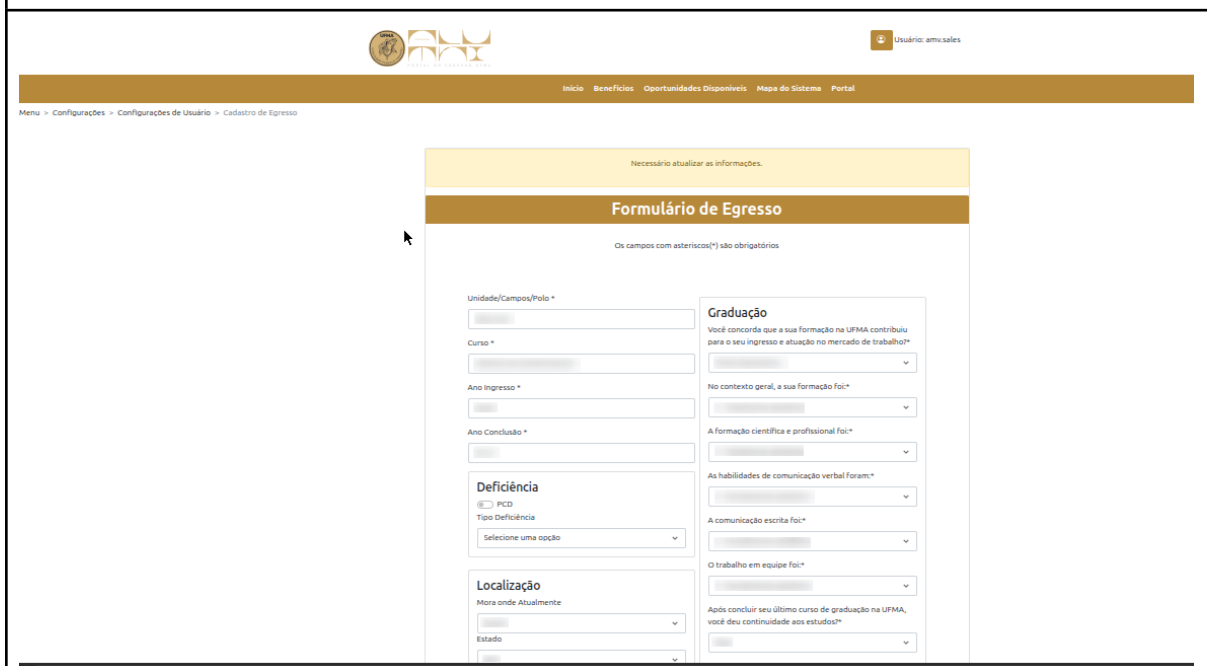 UFMA
ALUMNI
PORTAL DO EGRESSO UFMA
Usuário: amv.sales
Início Benefícios Oportunidades Disponíveis Mapa do Sistema Portal
Menu > Configurações > Configurações de Usuário > Cadastro de Egresso
Necessário atualizar as informações.
Formulário de Egresso
Os campos com asteriscos(*) são obrigatórios
Unidade/Campos/Polo *
Curso *
Ano Ingresso *
Ano Conclusão *
Deficiência
PCD
Tipo Deficiência
Selecione uma opção
Localização
Mora onde Atualmente
Estado
Graduação
Você concorda que a sua formação na UFMA contribuiu
para o seu ingresso e atuação no mercado de trabalho?*
No contexto geral, a sua formação foi:*
A formação científica e profissional foi:*
As habilidades de comunicação verbal foram:*
A comunicação escrita foi:*
O trabalho em equipe foi:*
Após concluir seu último curso de graduação na UFMA,
você deu continuidade aos estudos?*